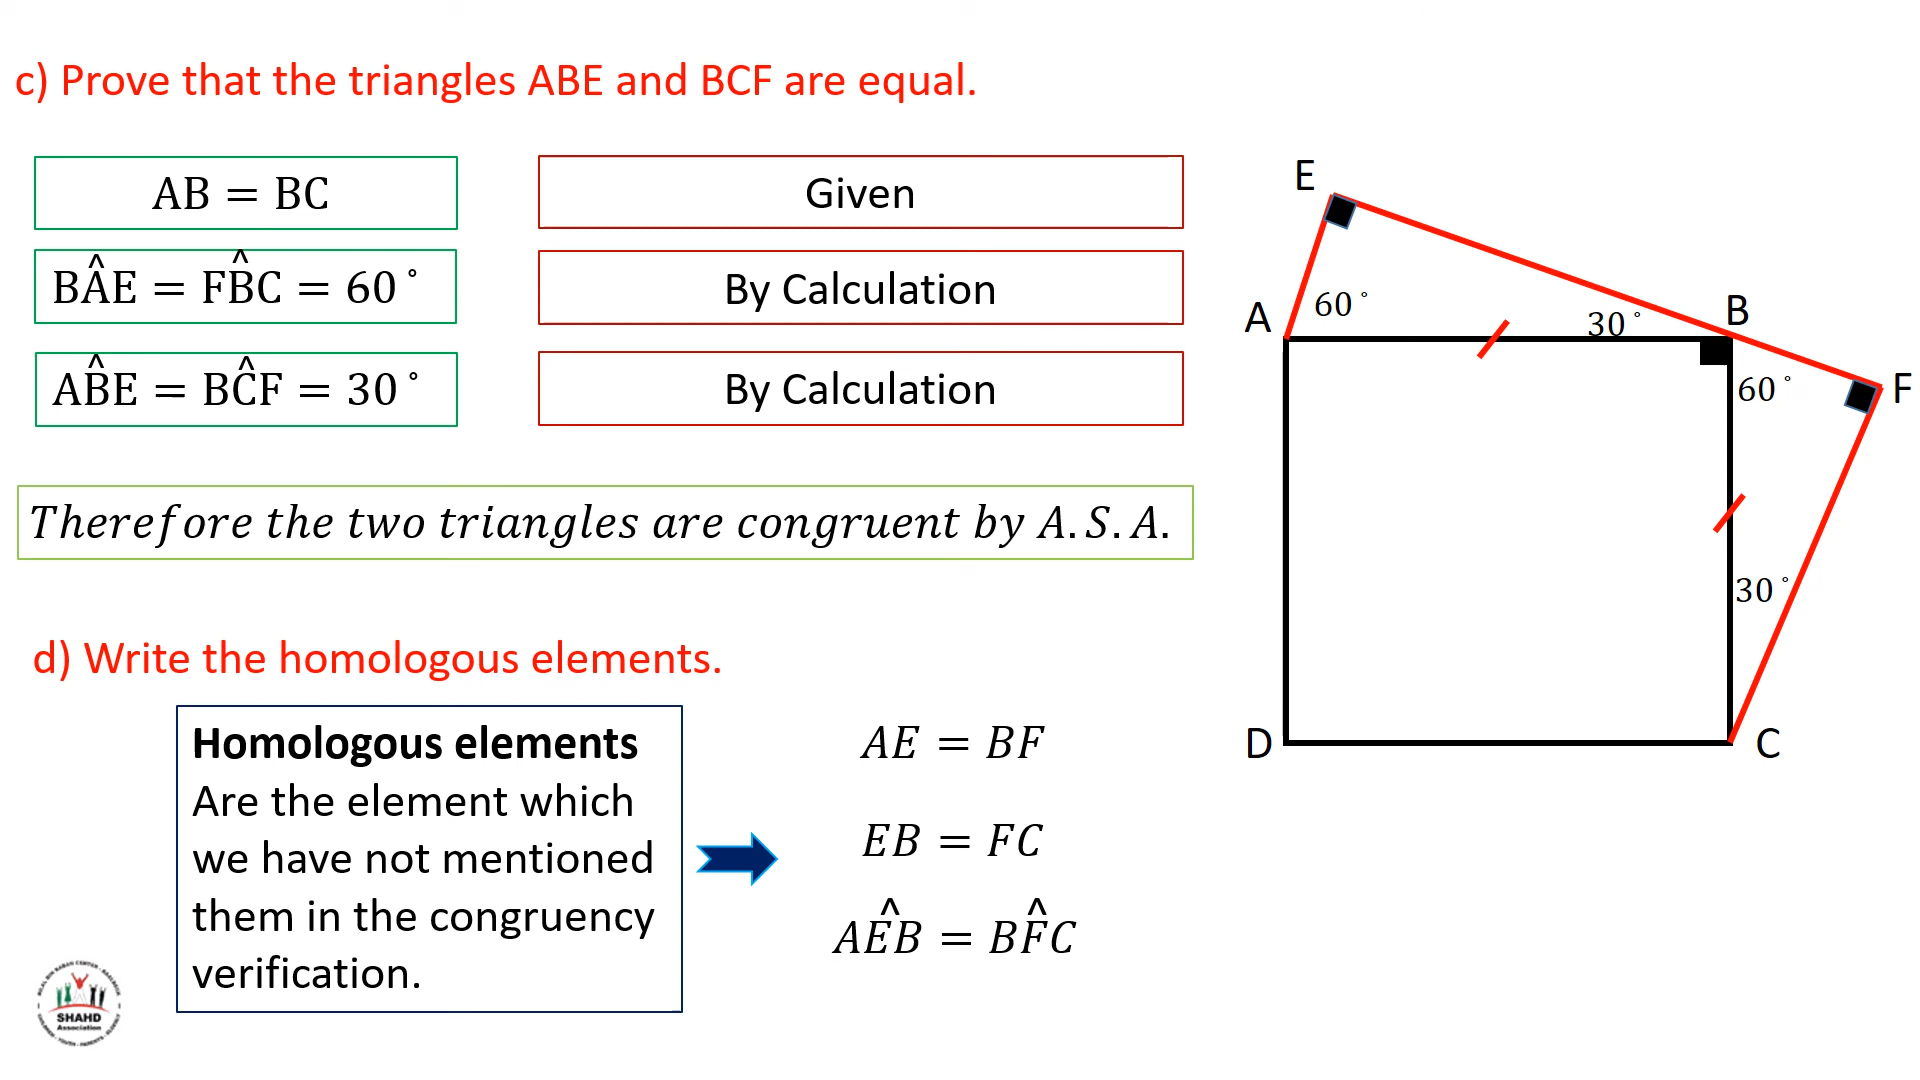 c) Prove that the triangles ABE and BCF are equal.
AB = BC
Given
BÂE = FB̂C = 60°
By Calculation
AB̂E = BĈF = 30°
By Calculation
Therefore the two triangles are congruent by A.S.A.
d) Write the homologous elements.
Homologous elements
Are the element which
we have not mentioned
them in the congruency
verification.
AE = BF
EB = FC
AÊB = BF̂C
E
A
60°
30°
B
60°
F
30°
D
C
SHAHD
Association